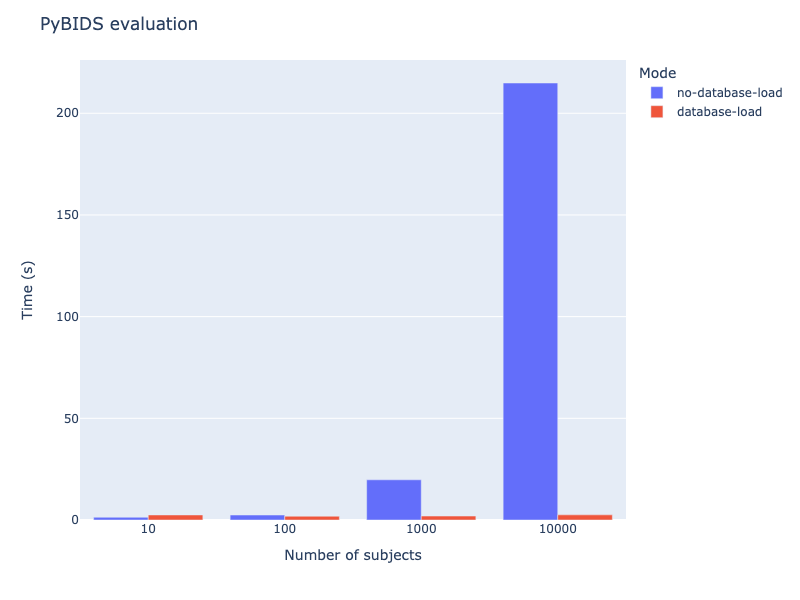 PyBIDS evaluation
Mode
no-database-load
database-load
200
150
100
50
0
Time (s)
10
100
1000
10000
Number of subjects